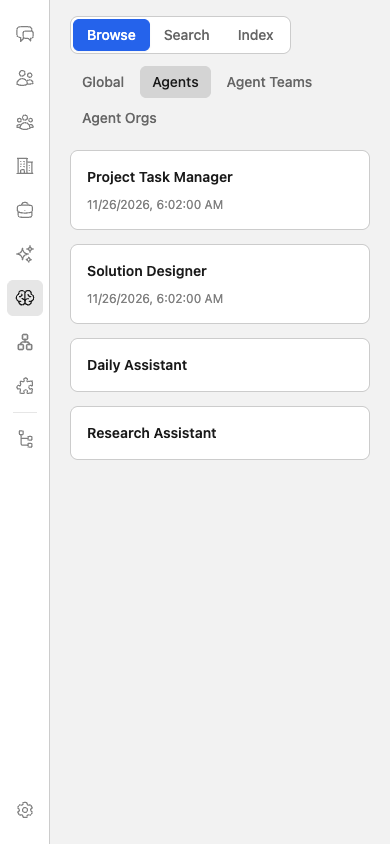 Browse Search Index
Global Agents Agent Teams
Agent Orgs
Project Task Manager
11/26/2026, 6:02:00 AM
Solution Designer
11/26/2026, 6:02:00 AM
Daily Assistant
Research Assistant